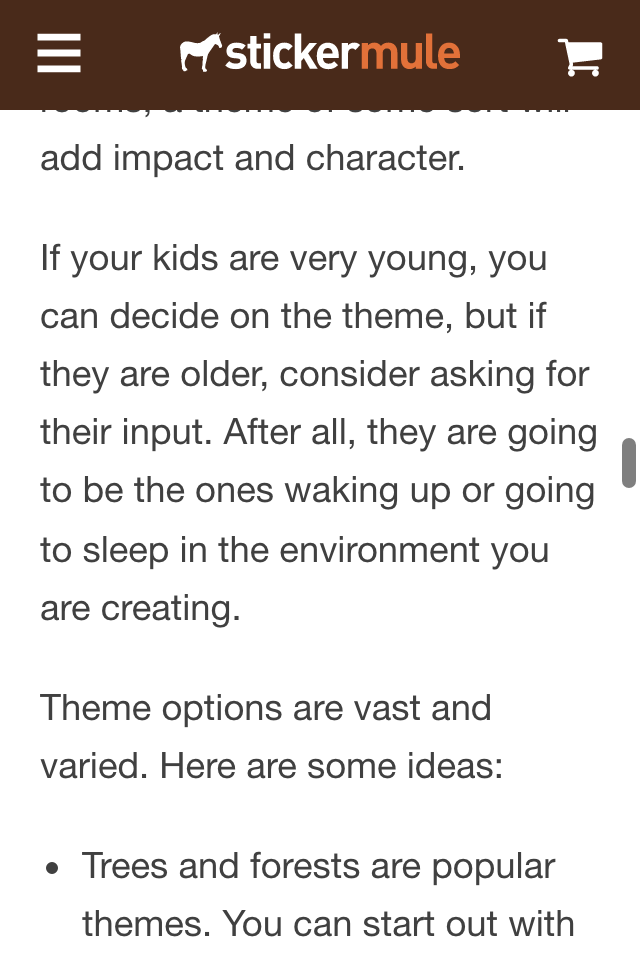 stickermule
add impact and character.
If your kids are very young, you
can decide on the theme, but if
they are older, consider asking for
their input. After all, they are going
to be the ones waking up or going
to sleep in the environment you
are creating.
Theme options are vast and
varied. Here are some ideas:
• Trees and forests are popular
themes. You can start out with